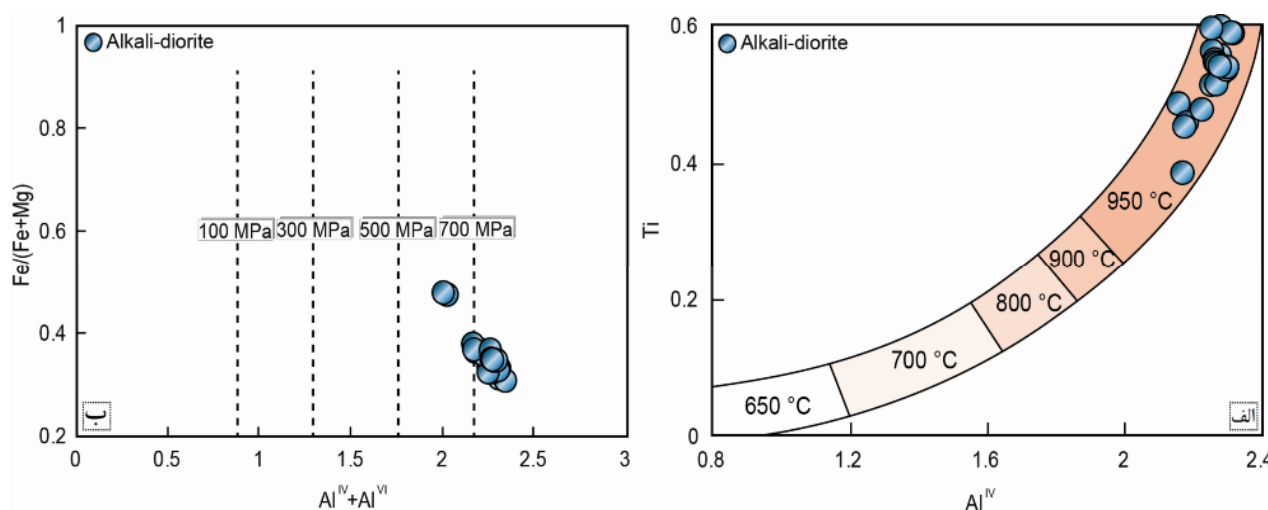 Alkali-diorite
Fe/(Fe+Mg)
1
0.8
0.6
0.4
0.2
100 MPa
300 MPa
500 MPa
700 MPa
ب
0
1
1.5
2
2.5
3
Al^IV+Al^VI
Alkali-diorite
Ti
0.6
0.4
0.2
0
950 °C
900 °C
800 °C
700 °C
650 °C
الف
0.8
1.2
1.6
2
2.4
Al^IV